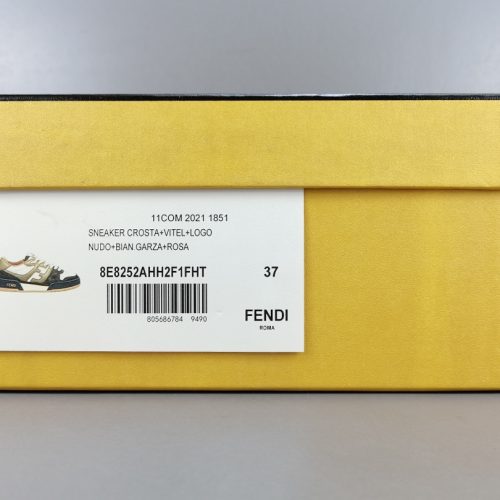 11COM 2021 1851
SNEAKER CROSTA+VITEL+LOGO
NUDO+BIAN.GARZA+ROSA
8E8252AHH2F1FHT 37
805686784 9490
FENDI
ROMA